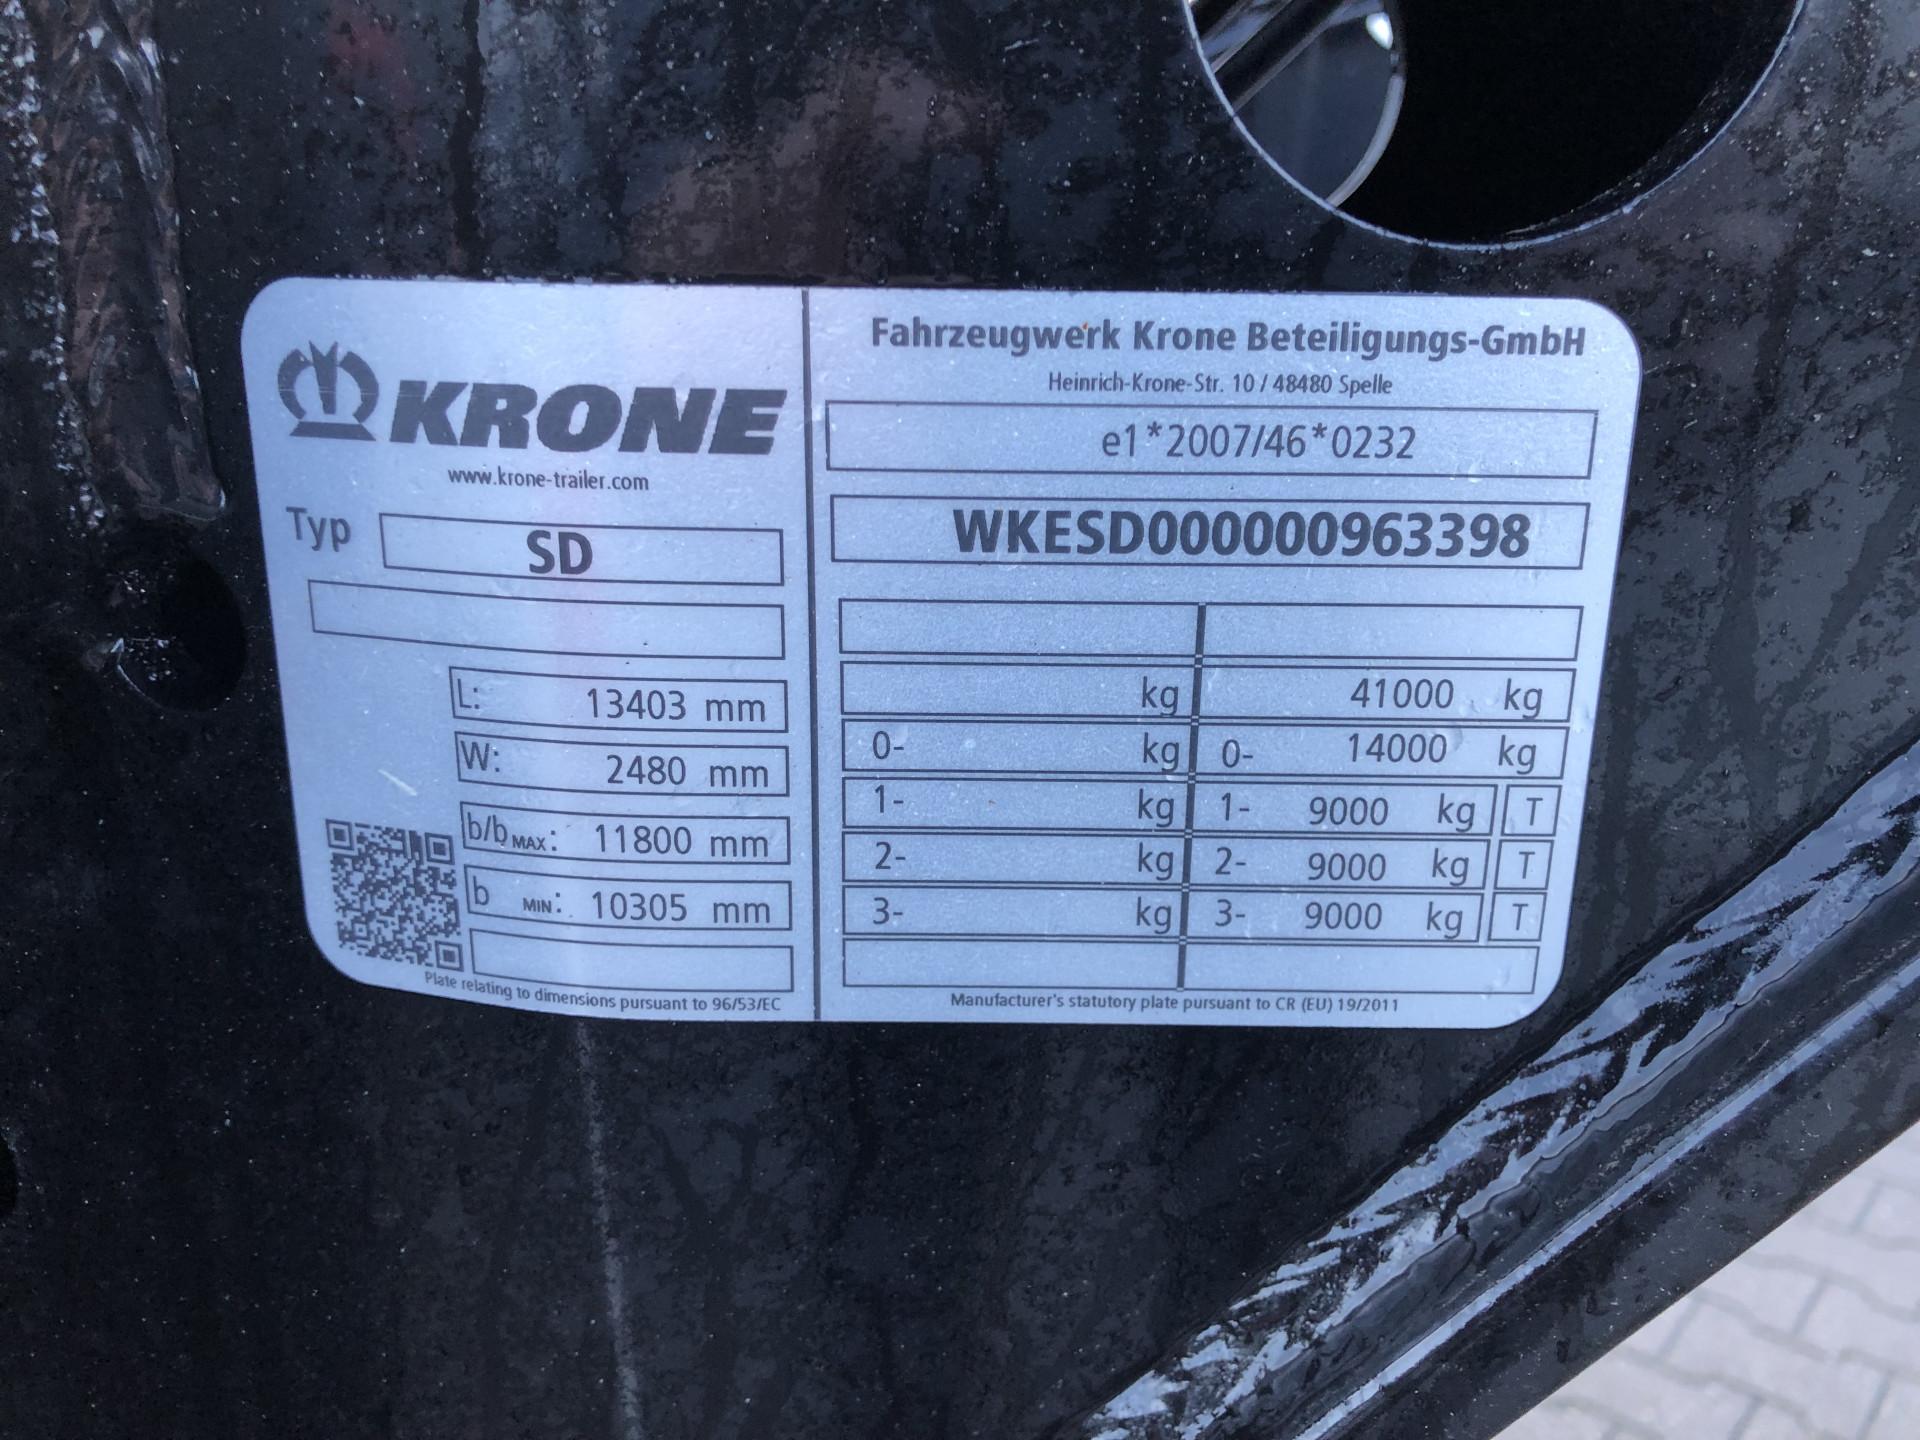 KRONE
www.krone-trailer.com
Typ SD
L: 13403 mm
W: 2480 mm
b/b MAX: 11800 mm
b MIN: 10305 mm
Plate relating to dimensions pursuant to 96/53/EC
Fahrzeugwerk Krone Beteiligungs-GmbH
Heinrich-Krone-Str. 10 / 48480 Spelle
e1*2007/46*0232
WKESD000000963398
kg 41000 kg
0- kg 0- 14000 kg
1- kg 1- 9000 kg T
2- kg 2- 9000 kg T
3- kg 3- 9000 kg T
Manufacturer's statutory plate pursuant to CR (EU) 19/2011